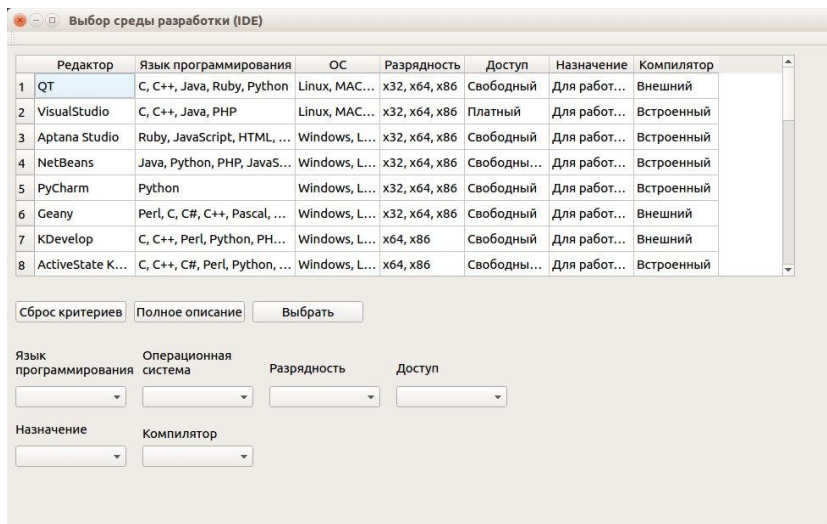 Выбор среды разработки (IDE)
Редактор Язык программирования ОС Разрядность Доступ Назначение Компилятор
1 QT C, C++, Java, Ruby, Python Linux, MAC... x32, x64, x86 Свободный Для работ... Внешний
2 VisualStudio C, C++, Java, PHP Linux, MAC... x32, x64, x86 Платный Для работ... Встроенный
3 Aptana Studio Ruby, JavaScript, HTML, ... Windows, L... x32, x64, x86 Свободный Для работ... Встроенный
4 NetBeans Java, Python, PHP, JavaS... Windows, L... x32, x64, x86 Свободны... Для работ... Встроенный
5 PyCharm Python Windows, L... x32, x64, x86 Свободный Для работ... Встроенный
6 Geany Perl, C, C#, C++, Pascal, ... Windows, L... x32, x64, x86 Свободный Для работ... Внешний
7 KDevelop C, C++, Perl, Python, PH... Windows, L... x64, x86 Свободный Для работ... Внешний
8 ActiveState K... C, C++, C#, Perl, Python, ... Windows, L... x64, x86 Свободны... Для работ... Встроенный
Сброс критериев Полное описание Выбрать
Язык программирования
Операционная система
Разрядность
Доступ
Назначение
Компилятор